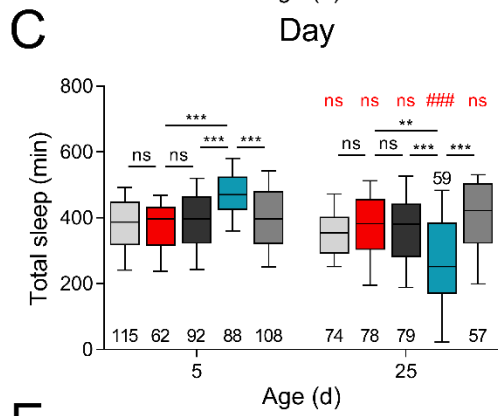 C
Day
ns ns ns ### ns
*** **
ns ns *** *** ns ns *** *** 59
115 62 92 88 108 74 78 79 57
800
600
400
200
0
Total sleep (min)
5 25
Age (d)